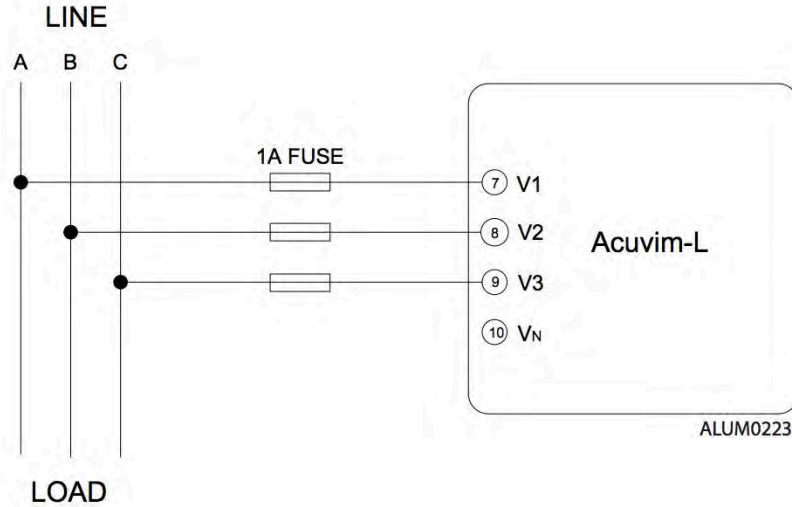 LINE
A B C
1A FUSE
7 V1
8 V2
9 V3
10 VN
Acuvim-L
ALUM0223
LOAD